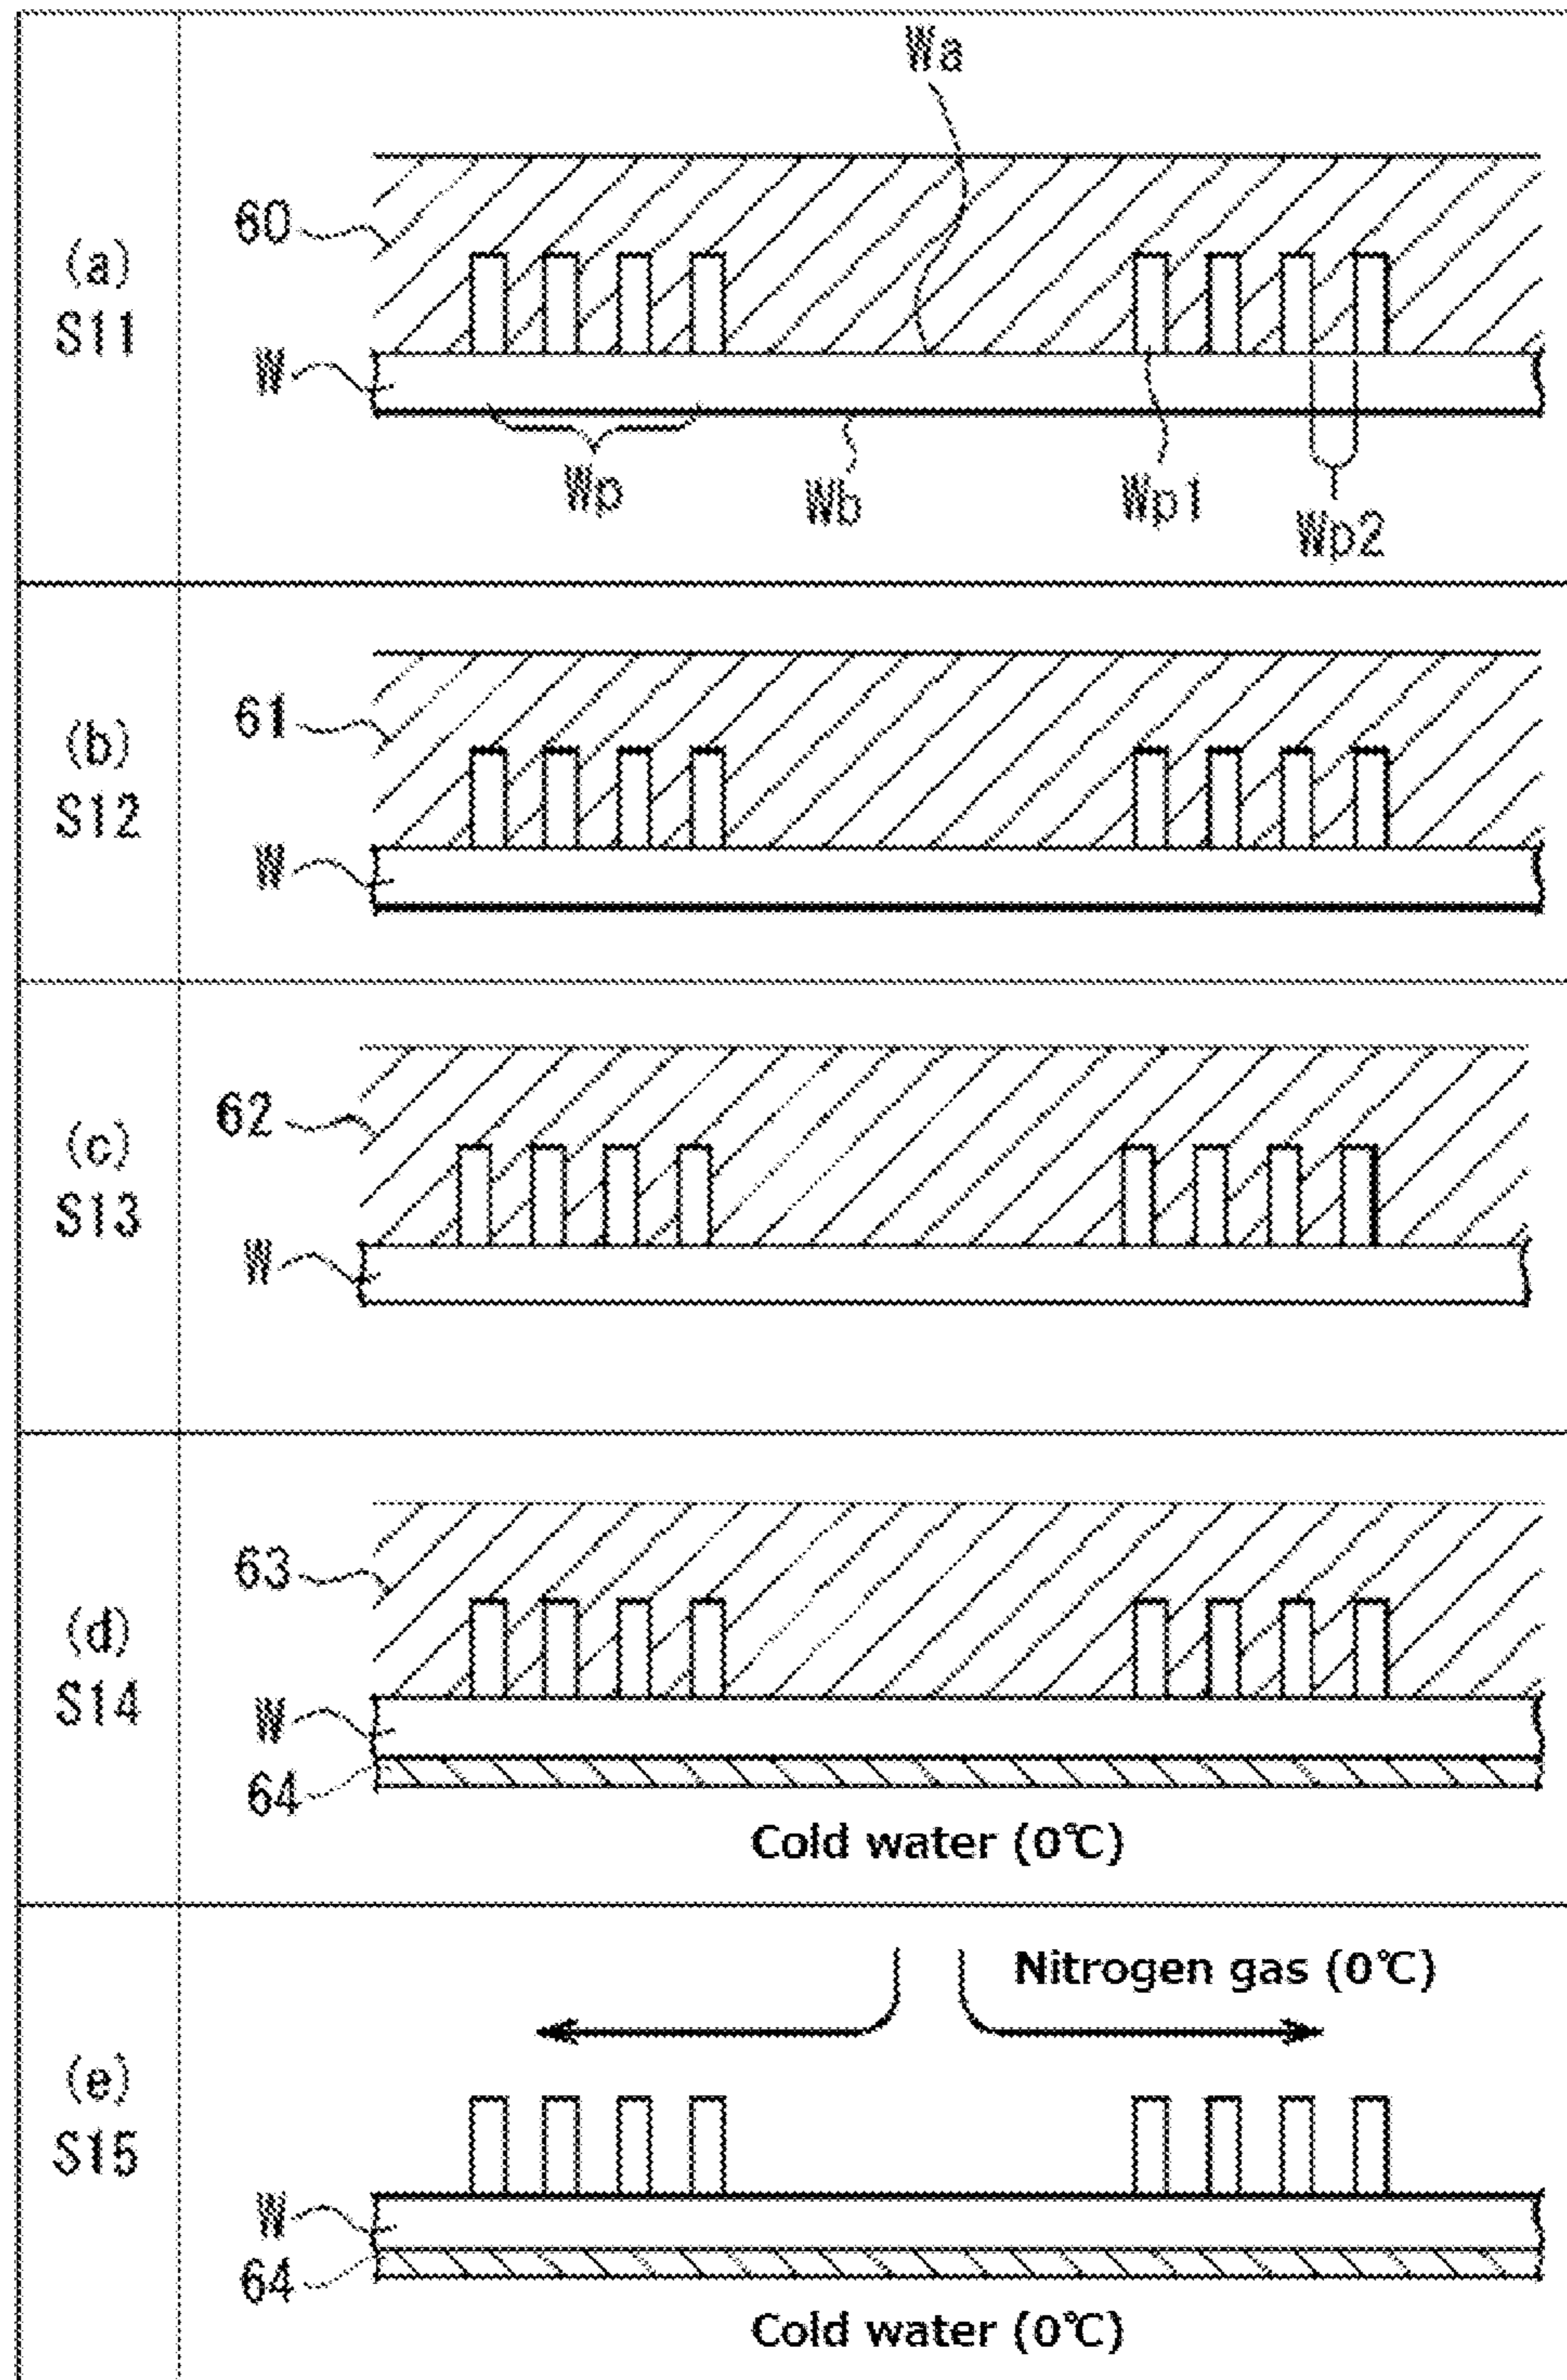 (a)
S11
Wa
60
W
Wp
Wb
Wp1
Wp2
(b)
S12
61
W
(c)
S13
62
W
(d)
S14
63
W
64
Cold water (0℃)
(e)
S15
Nitrogen gas (0℃)
W
64
Cold water (0℃)